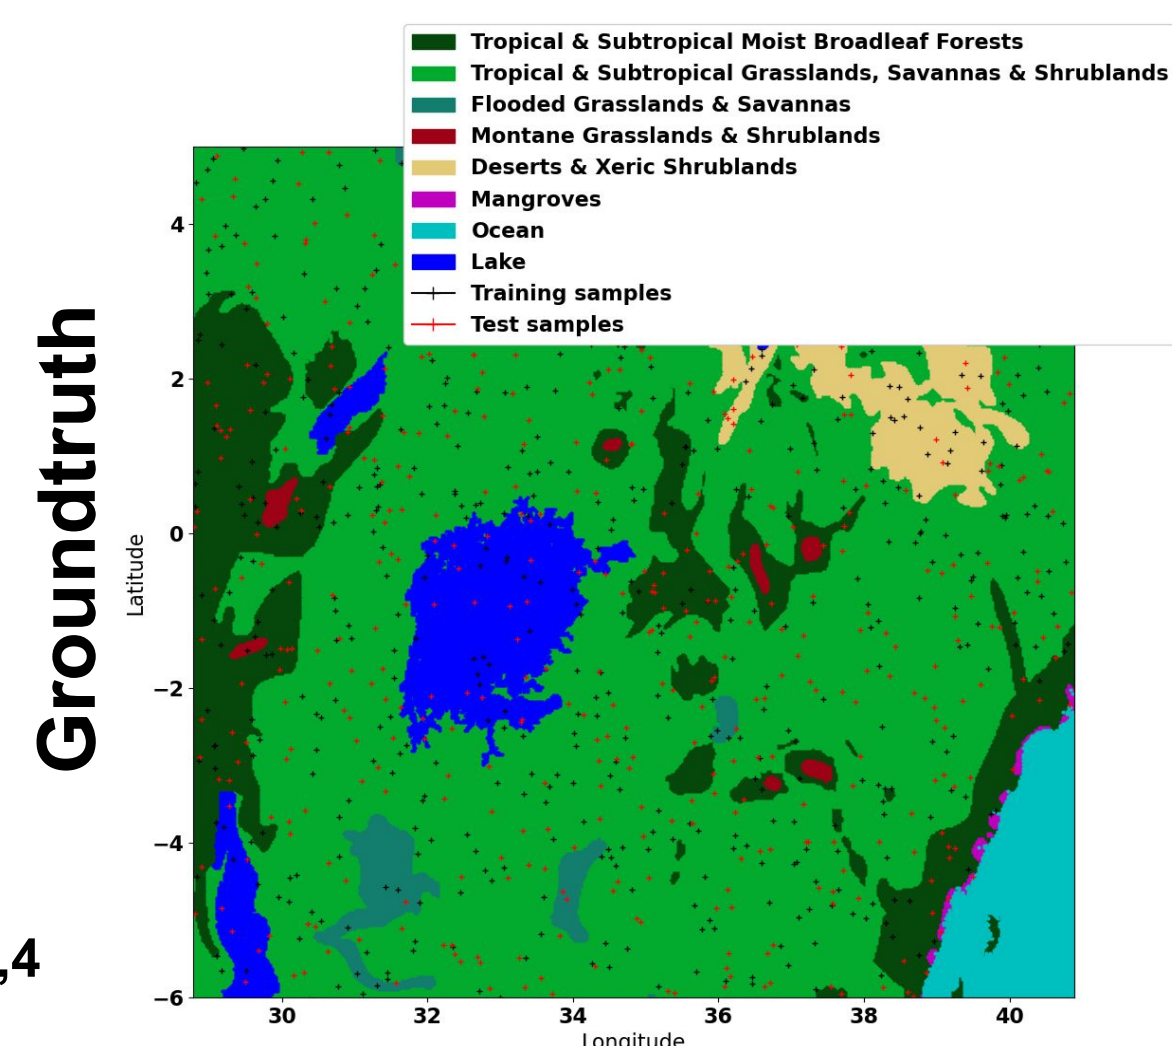 Tropical & Subtropical Moist Broadleaf Forests
Tropical & Subtropical Grasslands, Savannas & Shrublands
Flooded Grasslands & Savannas
Montane Grasslands & Shrublands
Deserts & Xeric Shrublands
Mangroves
Ocean
Lake
Training samples
Test samples
Groundtruth
Latitude
4
2
0
−2
−4
−6
,4
30 32 34 36 38 40
Longitude